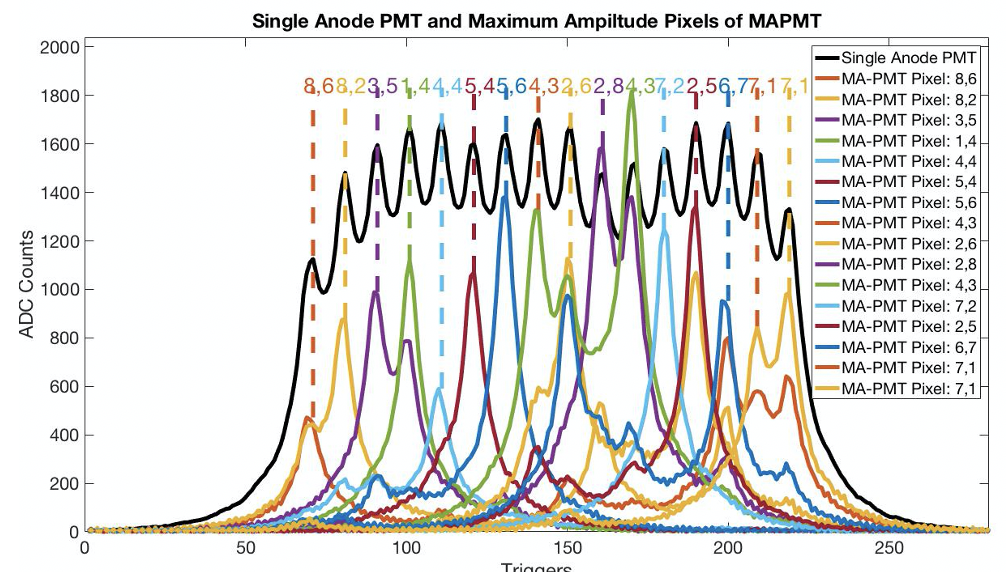 Single Anode PMT and Maximum Ampiltude Pixels of MAPMT
2000
1800
1600
1400
1200
1000
800
600
400
200
0
ADC Counts
8,6 8,2 3,5 1,4 4,4 5,4 5,6 4,3 2,6 2,8 4,3 7,2 2,5 6,7 7,1 7,1
Single Anode PMT
MA-PMT Pixel: 8,6
MA-PMT Pixel: 8,2
MA-PMT Pixel: 3,5
MA-PMT Pixel: 1,4
MA-PMT Pixel: 4,4
MA-PMT Pixel: 5,4
MA-PMT Pixel: 5,6
MA-PMT Pixel: 4,3
MA-PMT Pixel: 2,6
MA-PMT Pixel: 2,8
MA-PMT Pixel: 4,3
MA-PMT Pixel: 7,2
MA-PMT Pixel: 2,5
MA-PMT Pixel: 6,7
MA-PMT Pixel: 7,1
MA-PMT Pixel: 7,1
0 50 100 150 200 250
Triggers